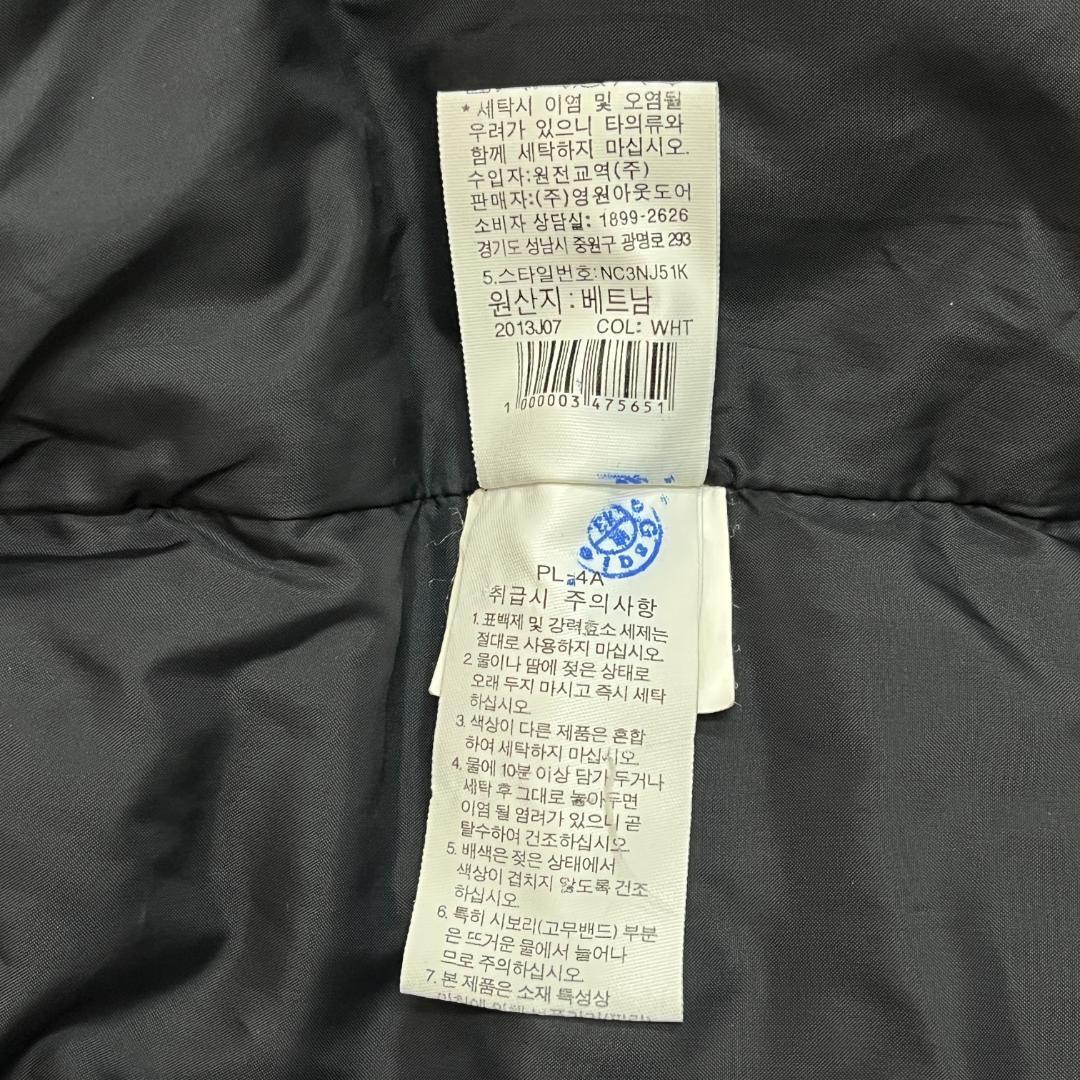 * 세탁시 이염 및 오염될
우려가 있으니 타의류와
함께 세탁하지 마십시오.
수입자:원전교역(주)
판매자:(주)영원아웃도어
소비자 상담실: 1899-2626
경기도 성남시 중원구 광명로 293
5.스타일번호:NC3NJ51K
원산지 : 베트남
2013J07 COL: WHT
1 000003 475651
PL-4A
취급시 주의사항
1. 표백제 및 강력효소 세제는
절대로 사용하지 마십시오.
2. 물이나 땀에 젖은 상태로
오래 두지 마시고 즉시 세탁
하십시오.
3. 색상이 다른 제품은 혼합
하여 세탁하지 마십시오.
4. 물에 10분 이상 담가 두거나
세탁 후 그대로 놓아두면
이염 될 염려가 있으니 곧
탈수하여 건조하십시오.
5. 배색은 젖은 상태에서
색상이 겹치지 않도록 건조
하십시오.
6. 특히 시보리(고무밴드) 부분
은 뜨거운 물에서 늘어나
므로 주의하십시오.
7. 본 제품은 소재 특성상